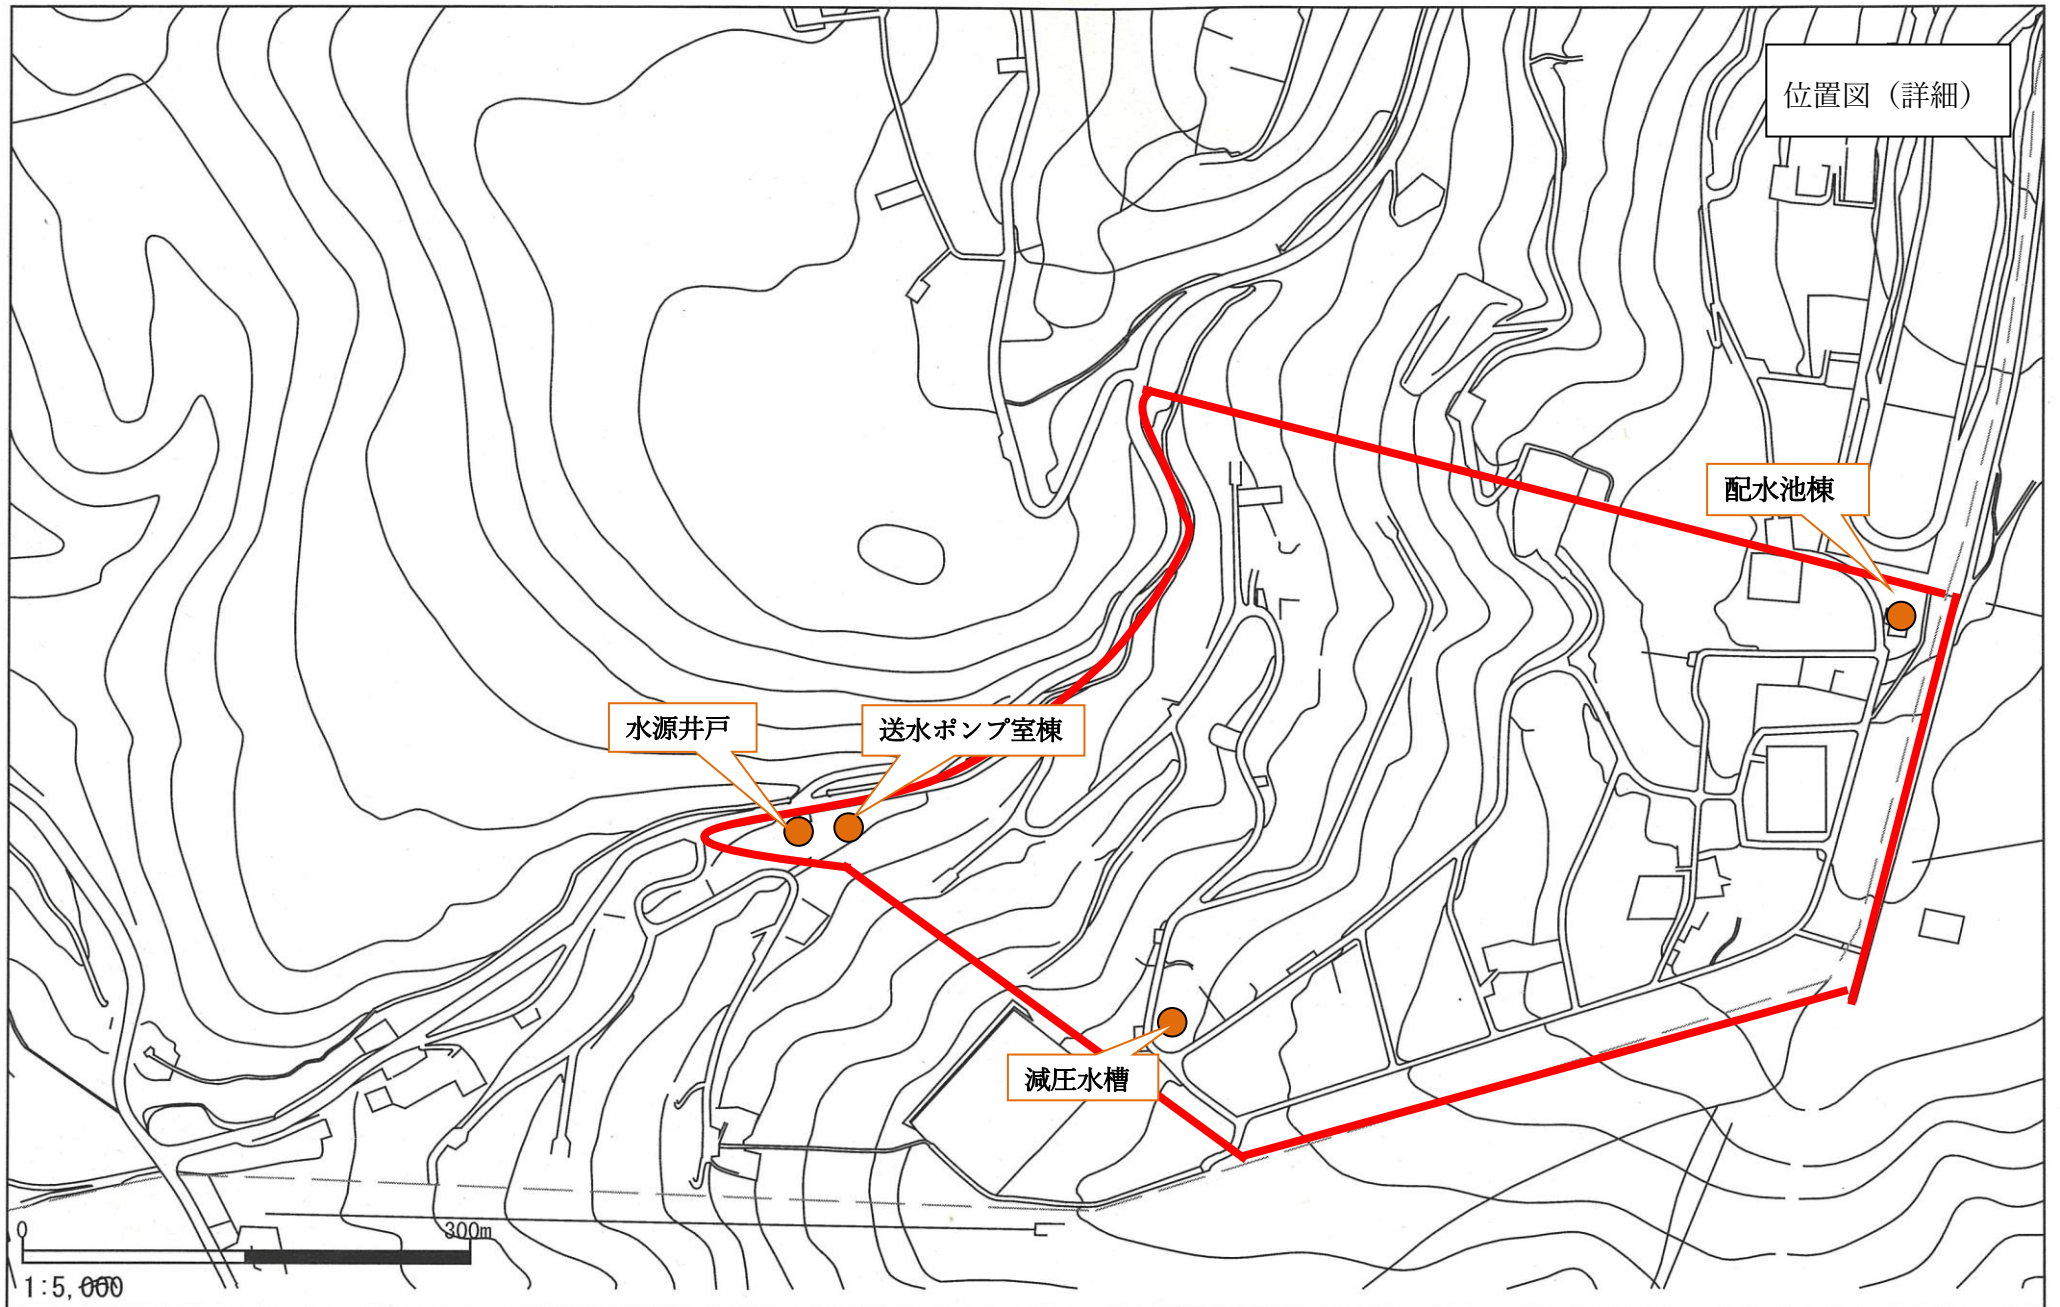 位置図（詳細）
配水池棟
水源井戸
送水ポンプ室棟
減圧水槽
0 300m
1:5,000